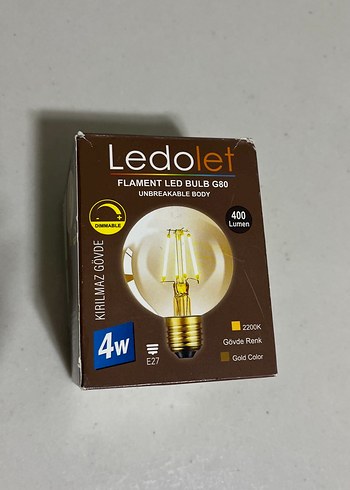 Ledolet
FLAMENT LED BULB G80
UNBREAKABLE BODY
DIMMABLE
400
Lumen
KIRILMAZ GÖVDE
4W
E27
2200K
Gövde Renk
Gold Color